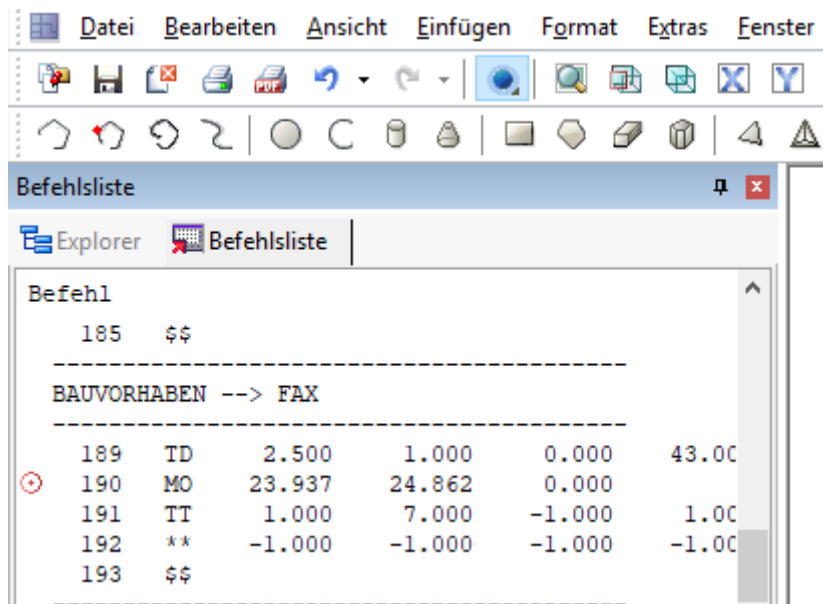 Datei Bearbeiten Ansicht Einfügen Format Extras Fenster
PDF X Y
Befehlsliste
Explorer Befehlsliste
Befehl
185 $$
------------------------------------------
BAUVORHABEN --> FAX
------------------------------------------
189 TD 2.500 1.000 0.000 43.00
190 MO 23.937 24.862 0.000
191 TT 1.000 7.000 -1.000 1.00
192 ** -1.000 -1.000 -1.000 -1.00
193 $$
------------------------------------------